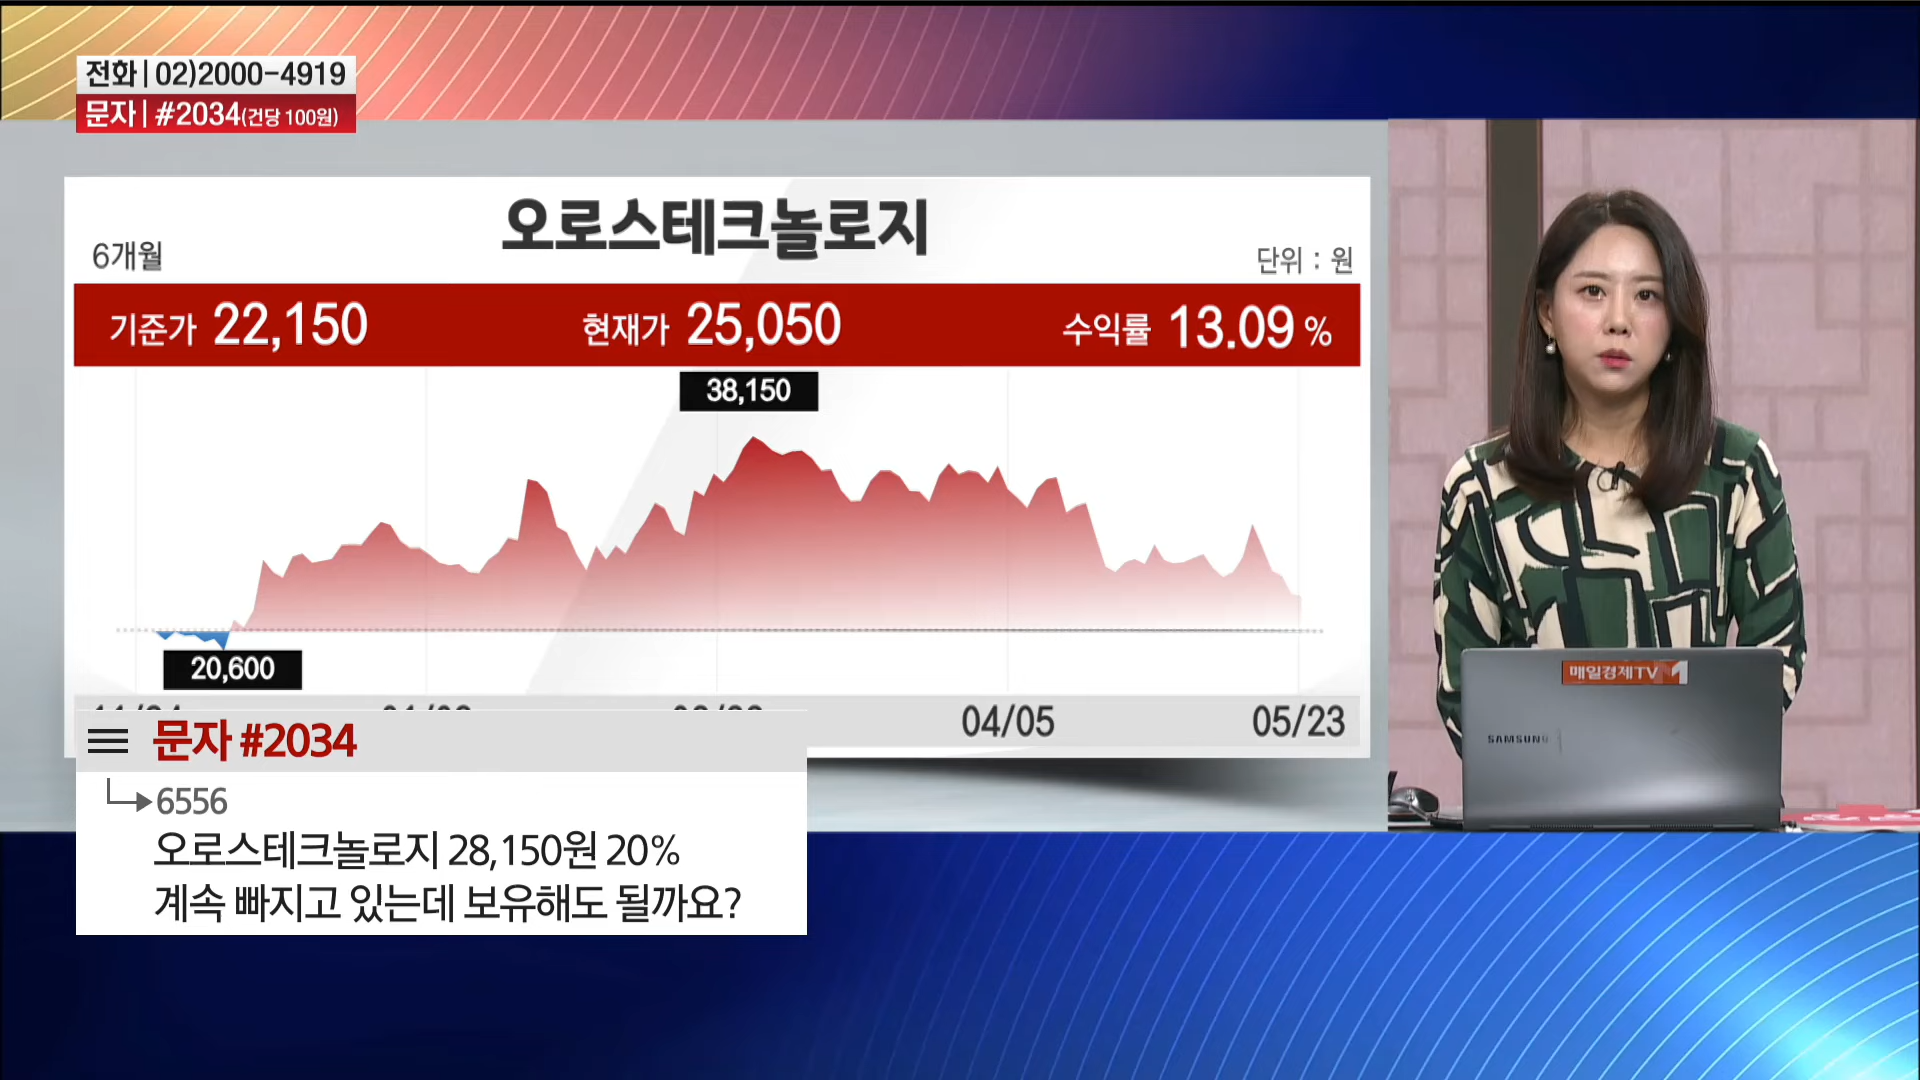 전화 | 02)2000-4919
문자 | #2034(건당 100원)
오로스테크놀로지
6개월
단위 : 원
기준가 22,150 현재가 25,050 수익률 13.09 %
38,150
20,600
04/05 05/23
문자 #2034
6556
오로스테크놀로지 28,150원 20%
계속 빠지고 있는데 보유해도 될까요?
매일경제TV
SAMSUNG